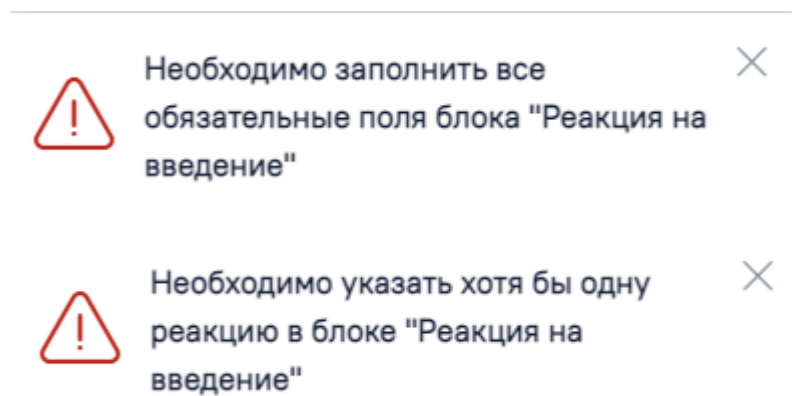 Необходимо заполнить все
обязательные поля блока "Реакция на
введение"
Необходимо указать хотя бы одну
реакцию в блоке "Реакция на
введение"